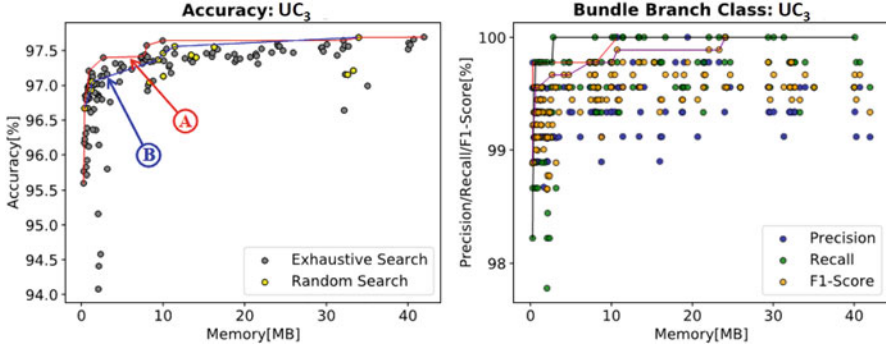 Accuracy: UC3
Accuracy[%]
97.5
97.0
96.5
96.0
95.5
95.0
94.5
94.0
A
B
Exhaustive Search
Random Search
0 10 20 30 40
Memory[MB]
Bundle Branch Class: UC3
Precision/Recall/F1-Score[%]
100
99
98
Precision
Recall
F1-Score
0 10 20 30 40
Memory[MB]